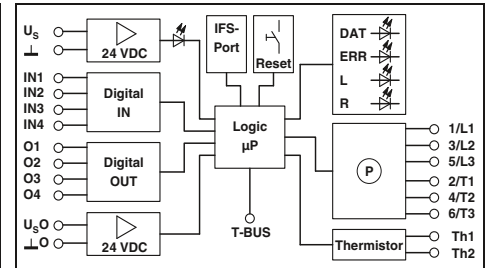 US
⊥
24 VDC
IFS-
Port
Reset
DAT
ERR
L
R
IN1
IN2
IN3
IN4
Digital
IN
Logic
µP
O1
O2
O3
O4
Digital
OUT
P
1/L1
3/L2
5/L3
2/T1
4/T2
6/T3
USO
⊥O
24 VDC
T-BUS
Thermistor
Th1
Th2